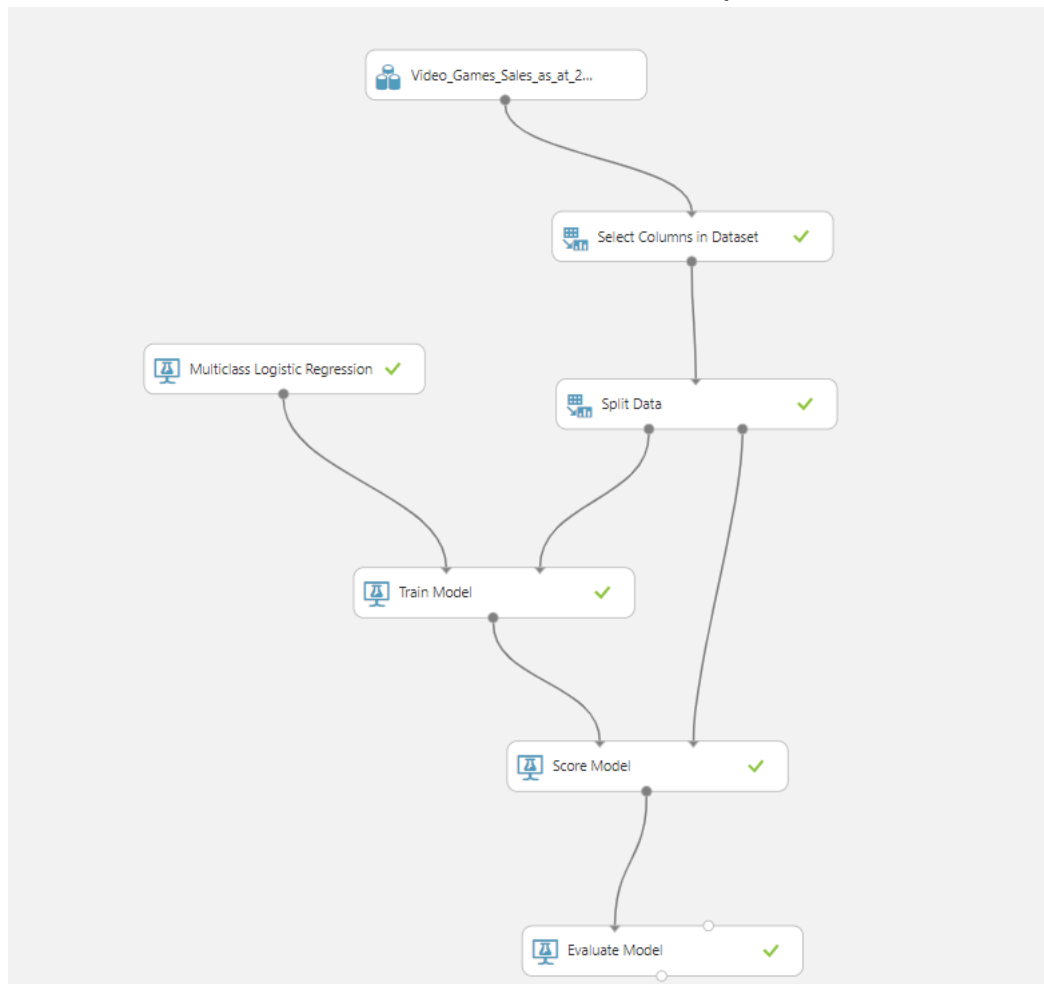 Video_Games_Sales_as_at_2...
Select Columns in Dataset
Multiclass Logistic Regression
Split Data
Train Model
Score Model
Evaluate Model